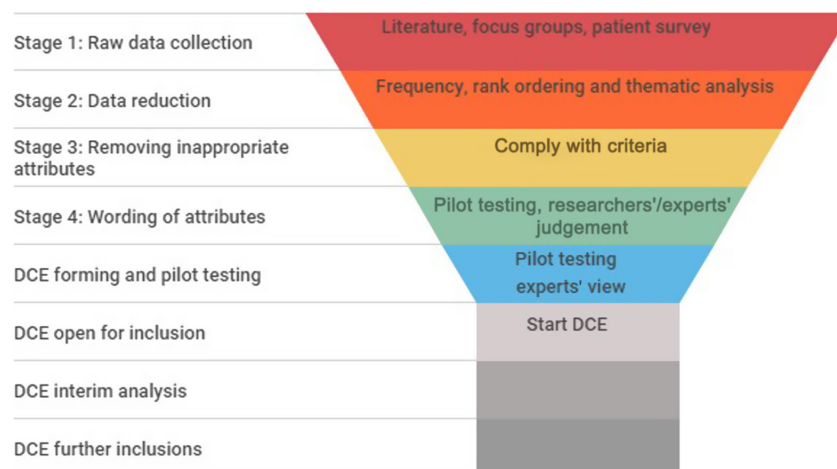 Stage 1: Raw data collection
Literature, focus groups, patient survey
Stage 2: Data reduction
Frequency, rank ordering and thematic analysis
Stage 3: Removing inappropriate
attributes
Comply with criteria
Stage 4: Wording of attributes
Pilot testing, researchers'/experts'
judgement
DCE forming and pilot testing
Pilot testing
experts' view
DCE open for inclusion
Start DCE
DCE interim analysis
DCE further inclusions